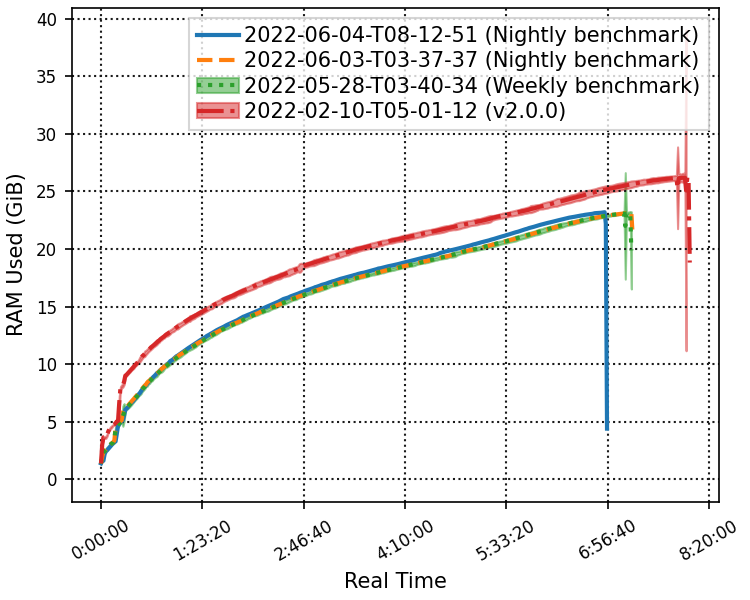 2022-06-04-T08-12-51 (Nightly benchmark)
2022-06-03-T03-37-37 (Nightly benchmark)
2022-05-28-T03-40-34 (Weekly benchmark)
2022-02-10-T05-01-12 (v2.0.0)
40
35
30
25
20
15
10
5
0
RAM Used (GiB)
0:00:00
1:23:20
2:46:40
4:10:00
5:33:20
6:56:40
8:20:00
Real Time